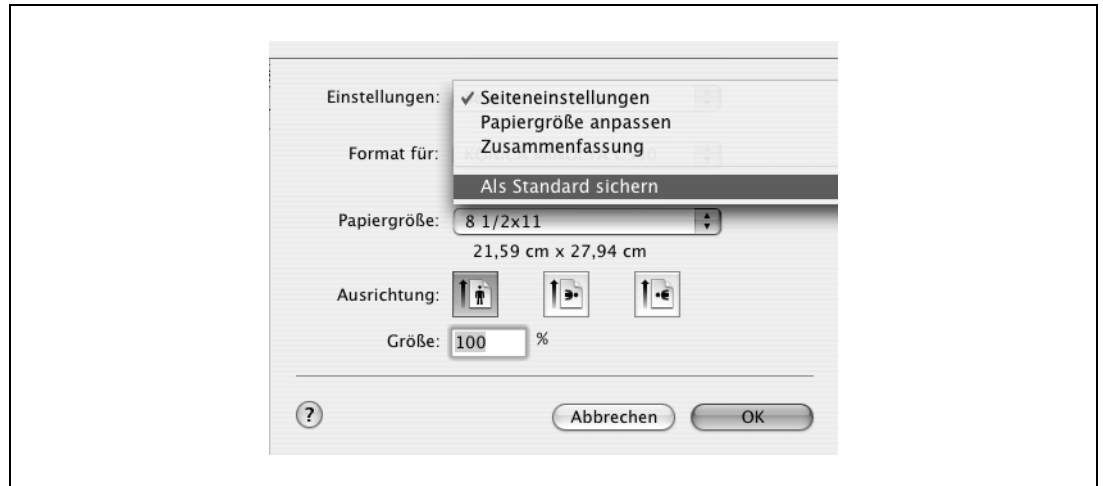 Einstellungen: ✓ Seiteneinstellungen
Papiergröße anpassen
Format für: Zusammenfassung
Als Standard sichern
Papiergröße: 8 1/2x11
21,59 cm x 27,94 cm
Ausrichtung:
Größe: 100 %
? Abbrechen OK